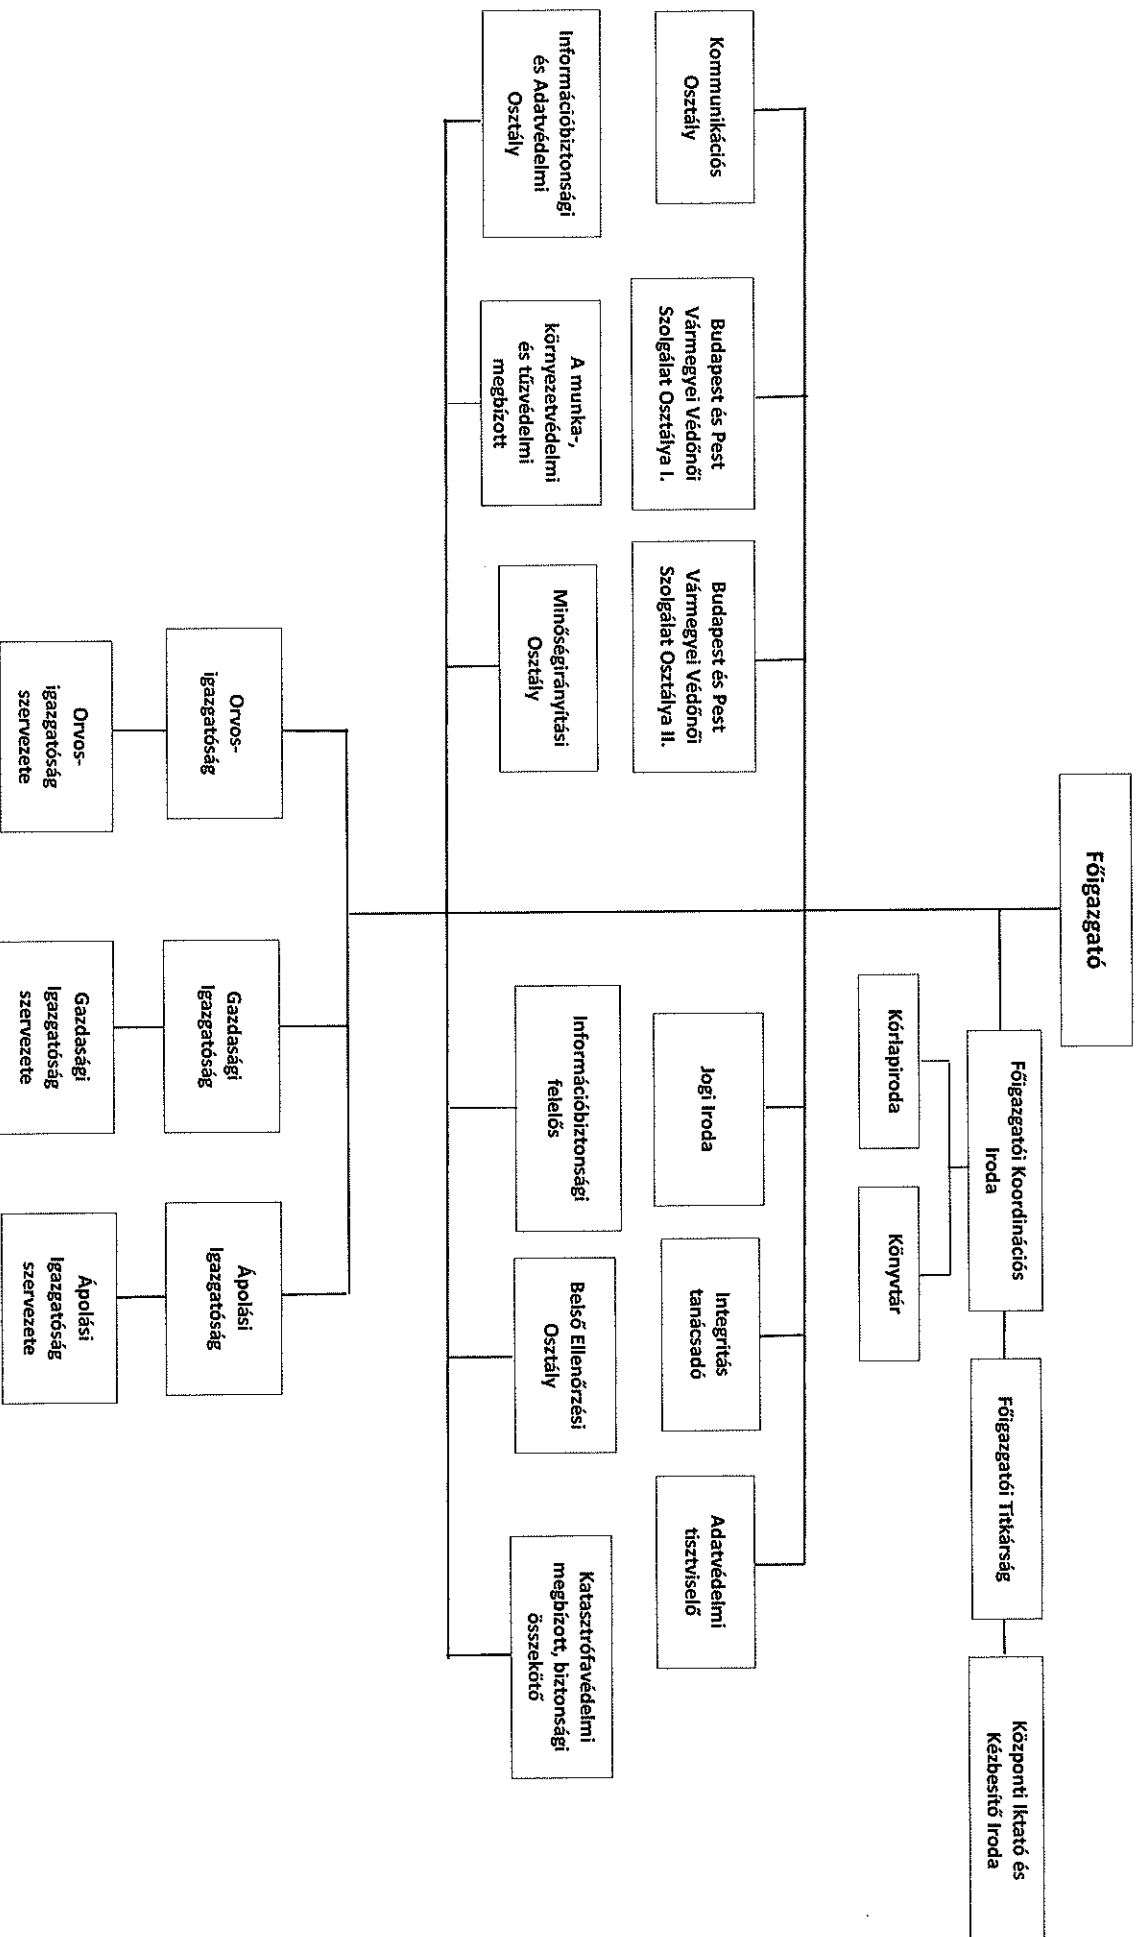 Főigazgató
Főigazgatói Koordinációs
Iroda
Főigazgatói Titkárság
Központi Iktató és
Kézbesítő Iroda
Kórlapiroda
Könyvtár
Kommunikációs
Osztály
Budapest és Pest
Vármegyei Védőnői
Szolgálat Osztálya I.
Budapest és Pest
Vármegyei Védőnői
Szolgálat Osztálya II.
Jogi Iroda
Integritás
tanácsadó
Adatvédelmi
tisztviselő
Információbiztonsági
és Adatvédelmi
Osztály
A munka-,
környezetvédelmi
és tűzvédelmi
megbízott
Minőségirányítási
Osztály
Információbiztonsági
felelős
Belső Ellenőrzési
Osztály
Katasztrófavédelmi
megbízott, biztonsági
összekötő
Orvos-
igazgatóság
Gazdasági
Igazgatóság
Ápolási
Igazgatóság
Orvos-
igazgatóság
szervezete
Gazdasági
Igazgatóság
szervezete
Ápolási
Igazgatóság
szervezete